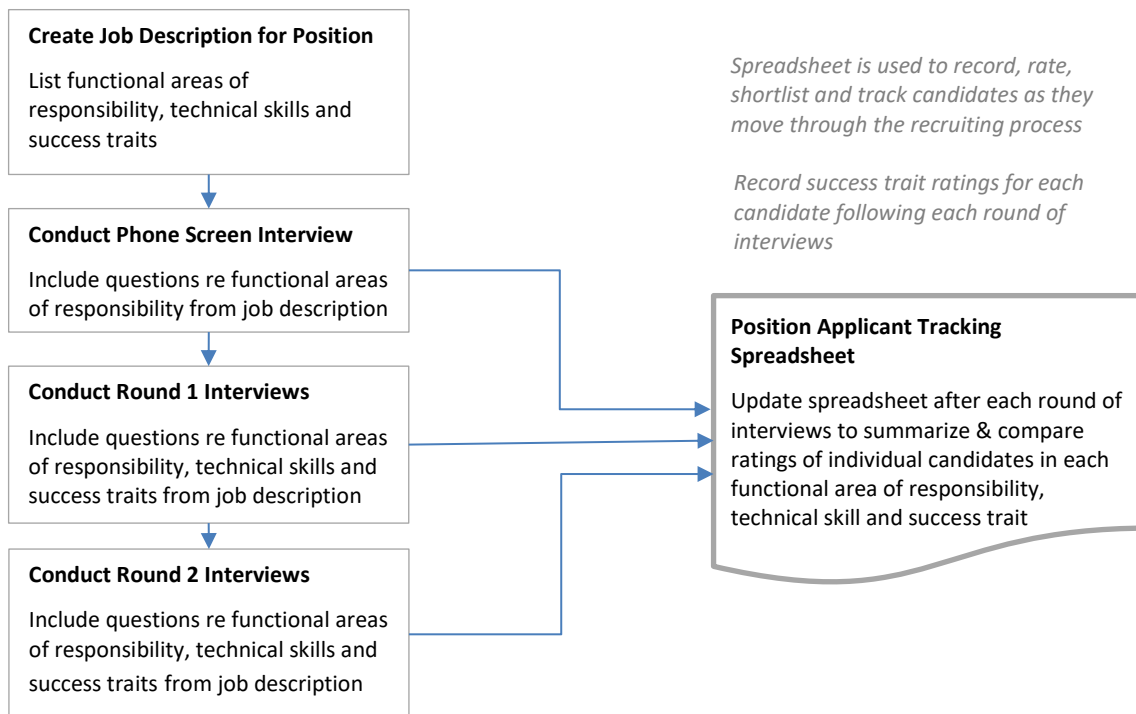 Create Job Description for Position
List functional areas of
responsibility, technical skills and
success traits
Conduct Phone Screen Interview
Include questions re functional areas
of responsibility from job description
Conduct Round 1 Interviews
Include questions re functional areas
of responsibility, technical skills and
success traits from job description
Conduct Round 2 Interviews
Include questions re functional areas
of responsibility, technical skills and
success traits from job description
Spreadsheet is used to record, rate,
shortlist and track candidates as they
move through the recruiting process
Record success trait ratings for each
candidate following each round of
interviews
Position Applicant Tracking
Spreadsheet
Update spreadsheet after each round of
interviews to summarize & compare
ratings of individual candidates in each
functional area of responsibility,
technical skill and success trait